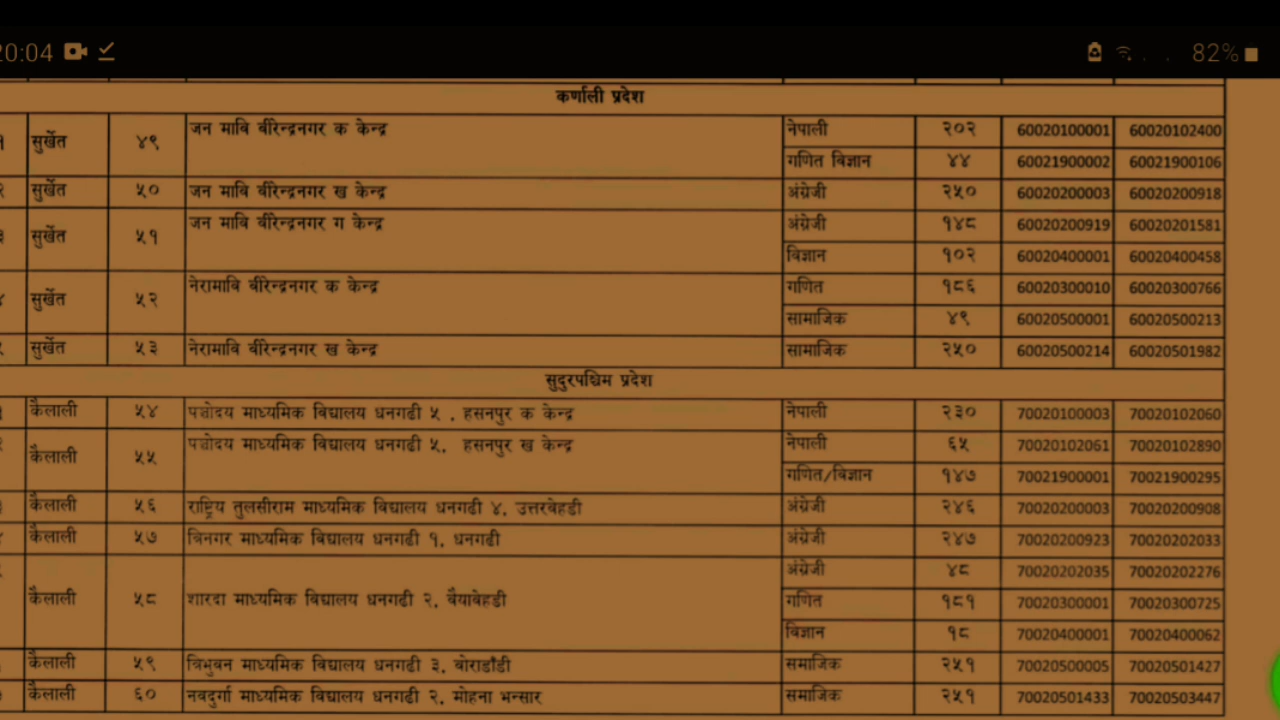 20:04 82%
कर्णाली प्रदेश
सुर्खेत ४९ जन मावि बीरेन्द्रनगर क केन्द्र नेपाली २०२ 60020100001 60020102400
गणित विज्ञान ४४ 60021900002 60021900106
सुर्खेत ५० जन मावि बीरेन्द्रनगर ख केन्द्र अंग्रेजी २५० 60020200003 60020200918
सुर्खेत ५१ जन मावि बीरेन्द्रनगर ग केन्द्र अंग्रेजी १४८ 60020200919 60020201581
विज्ञान १०२ 60020400001 60020400458
सुर्खेत ५२ नेरामावि बीरेन्द्रनगर क केन्द्र गणित १८६ 60020300010 60020300766
सामाजिक ४९ 60020500001 60020500213
सुर्खेत ५३ नेरामावि वीरेन्द्रनगर ख केन्द्र सामाजिक २५० 60020500214 60020501982
सुदुरपश्चिम प्रदेश
कैलाली ५४ पञ्चोदय माध्यमिक बिद्यालय धनगढी ५ , हसनपुर क केन्द्र नेपाली २३० 70020100003 70020102060
कैलाली ५५ पञ्चोदय माध्यमिक बिद्यालय धनगढी ५, हसनपुर ख केन्द्र नेपाली ६५ 70020102061 70020102890
गणित/विज्ञान १४७ 70021900001 70021900295
कैलाली ५६ राष्ट्रिय तुलसीराम माध्यमिक बिद्यालय धनगढी ४, उत्तरबेहडी अंग्रेजी २४६ 70020200003 70020200908
कैलाली ५७ त्रिनगर माध्यमिक बिद्यालय धनगढी १, धनगढी अंग्रेजी २४७ 70020200923 70020202033
अंग्रेजी ४८ 70020202035 70020202276
कैलाली ५८ शारदा माध्यमिक बिद्यालय धनगढी २, बैयाबेहडी गणित १८१ 70020300001 70020300725
विज्ञान १८ 70020400001 70020400062
कैलाली ५९ त्रिभुवन माध्यमिक बिद्यालय धनगढी ३, बोराडाँडी समाजिक २५१ 70020500005 70020501427
कैलाली ६० नवदुर्गा माध्यमिक बिद्यालय धनगढी २, मोहना भन्सार समाजिक २५१ 70020501433 70020503447